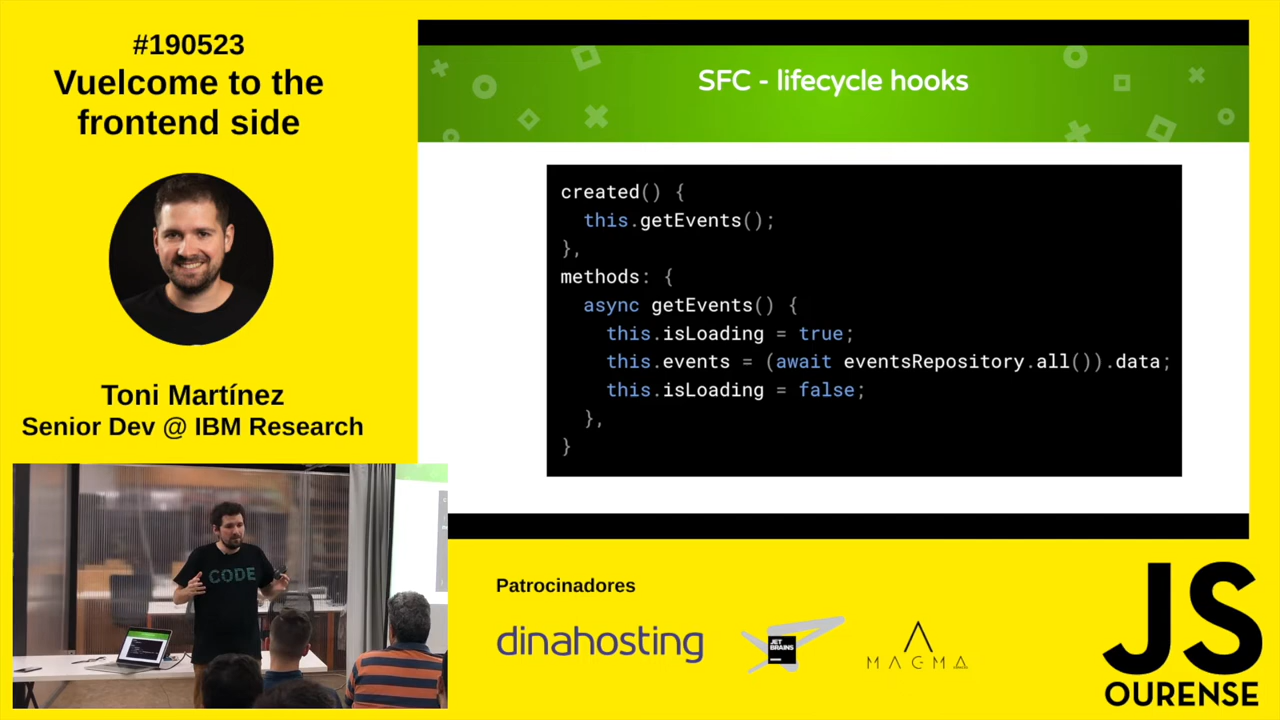 #190523
Vuelcome to the
frontend side
Toni Martínez
Senior Dev @ IBM Research
CODE
SFC - lifecycle hooks
created() {
  this.getEvents();
},
methods: {
  async getEvents() {
    this.isLoading = true;
    this.events = (await eventsRepository.all()).data;
    this.isLoading = false;
  },
}
Patrocinadores
dinahosting
JET
BRAINS
MAGMA
JS
OURENSE